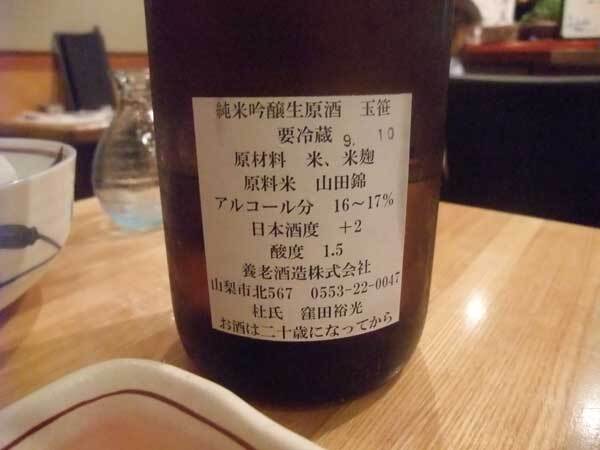 純米吟醸生原酒　玉笹
要冷蔵 9. 10
原材料　米、米麹
原料米　山田錦
アルコール分　16～17%
日本酒度　＋2
酸度　1.5
養老酒造株式会社
山梨市北567　0553-22-0047
杜氏　窪田裕光
お酒は二十歳になってから